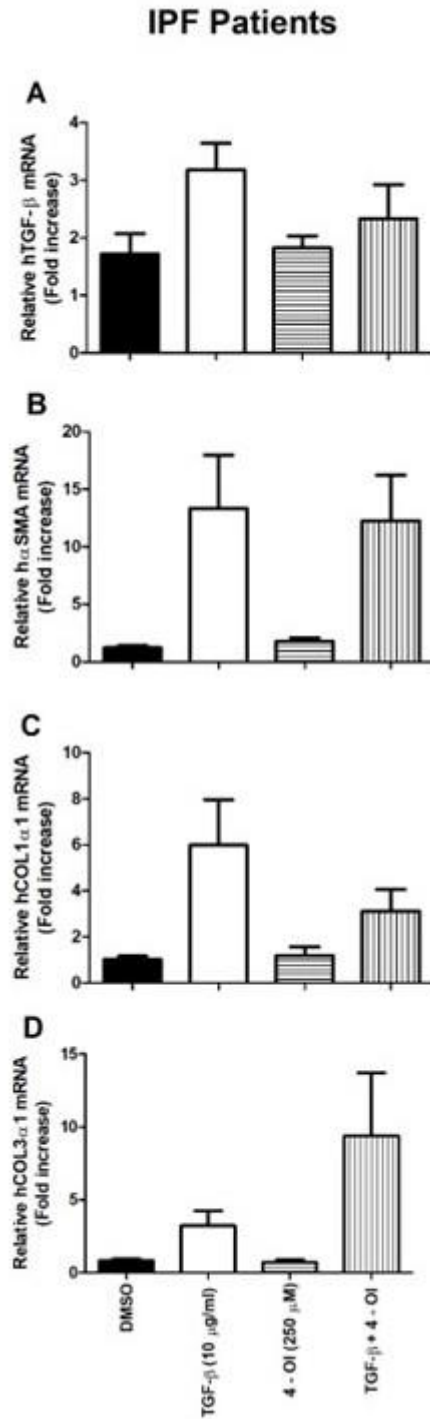 IPF Patients
A
Relative hTGF-β mRNA
(Fold increase)
4
3
2
1
0
B
Relative hαSMA mRNA
(Fold increase)
20
15
10
5
0
C
Relative hCOL1α1 mRNA
(Fold increase)
10
8
6
4
2
0
D
Relative hCOL3α1 mRNA
(Fold increase)
15
10
5
0
DMSO
TGF-β (10 μg/ml)
4 - OI (250 μM)
TGF-β + 4 - OI